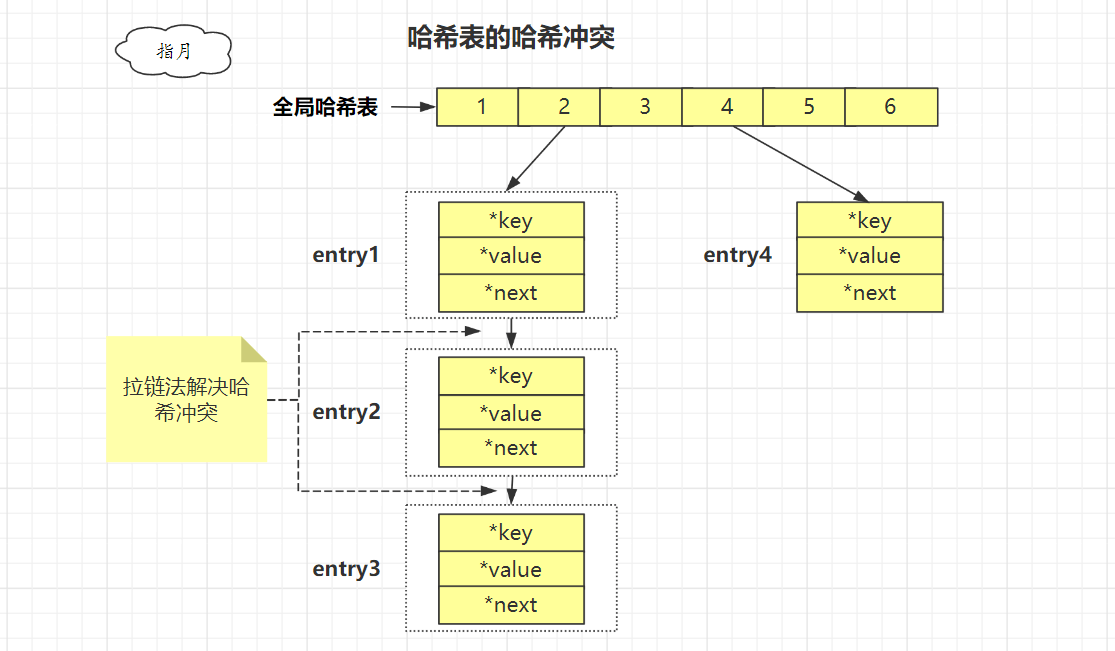 哈希表的哈希冲突
指月
全局哈希表
1 2 3 4 5 6
entry1
*key
*value
*next
entry4
*key
*value
*next
拉链法解决哈
希冲突
entry2
*key
*value
*next
entry3
*key
*value
*next